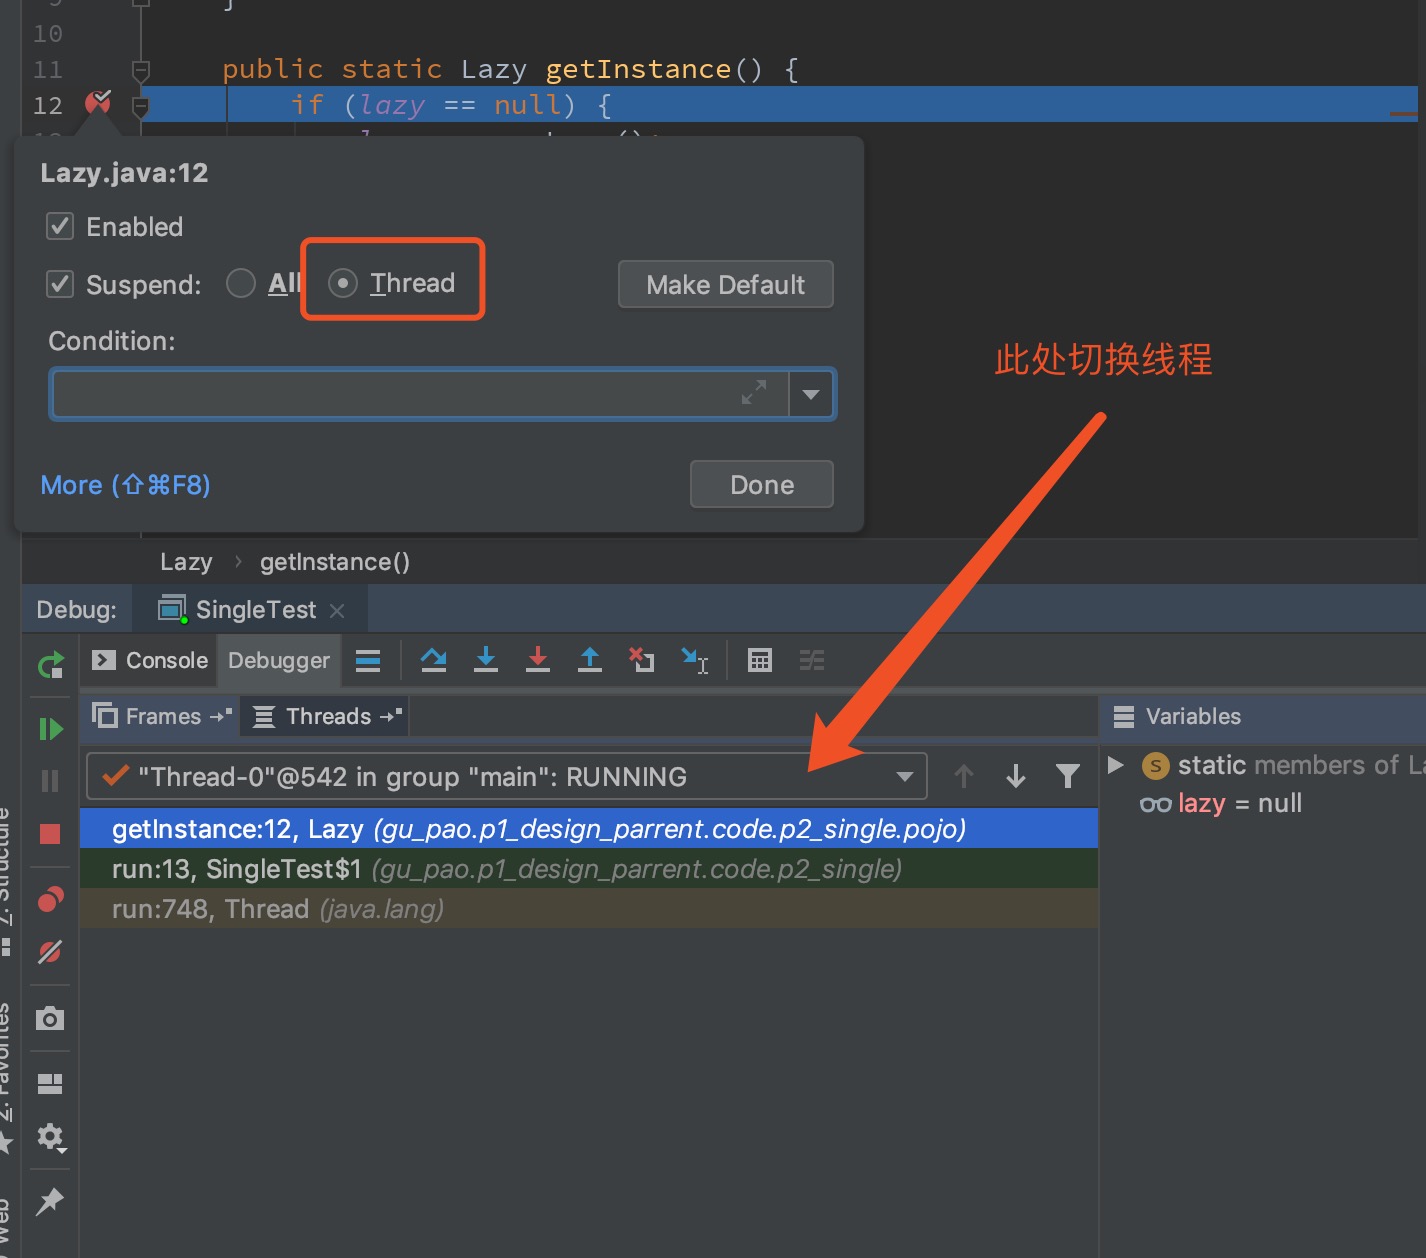 9 }
10
11 public static Lazy getInstance() {
12 if (lazy == null) {
Lazy.java:12
Enabled
Suspend: All Thread
Make Default
Condition:
此处切换线程
More (⇧⌘F8)
Done
Lazy › getInstance()
Debug: SingleTest
Console Debugger
Frames Threads Variables
"Thread-0"@542 in group "main": RUNNING
static members of La
lazy = null
getInstance:12, Lazy (gu_pao.p1_design_parrent.code.p2_single.pojo)
run:13, SingleTest$1 (gu_pao.p1_design_parrent.code.p2_single)
run:748, Thread (java.lang)
7: Structure
2: Favorites
Web